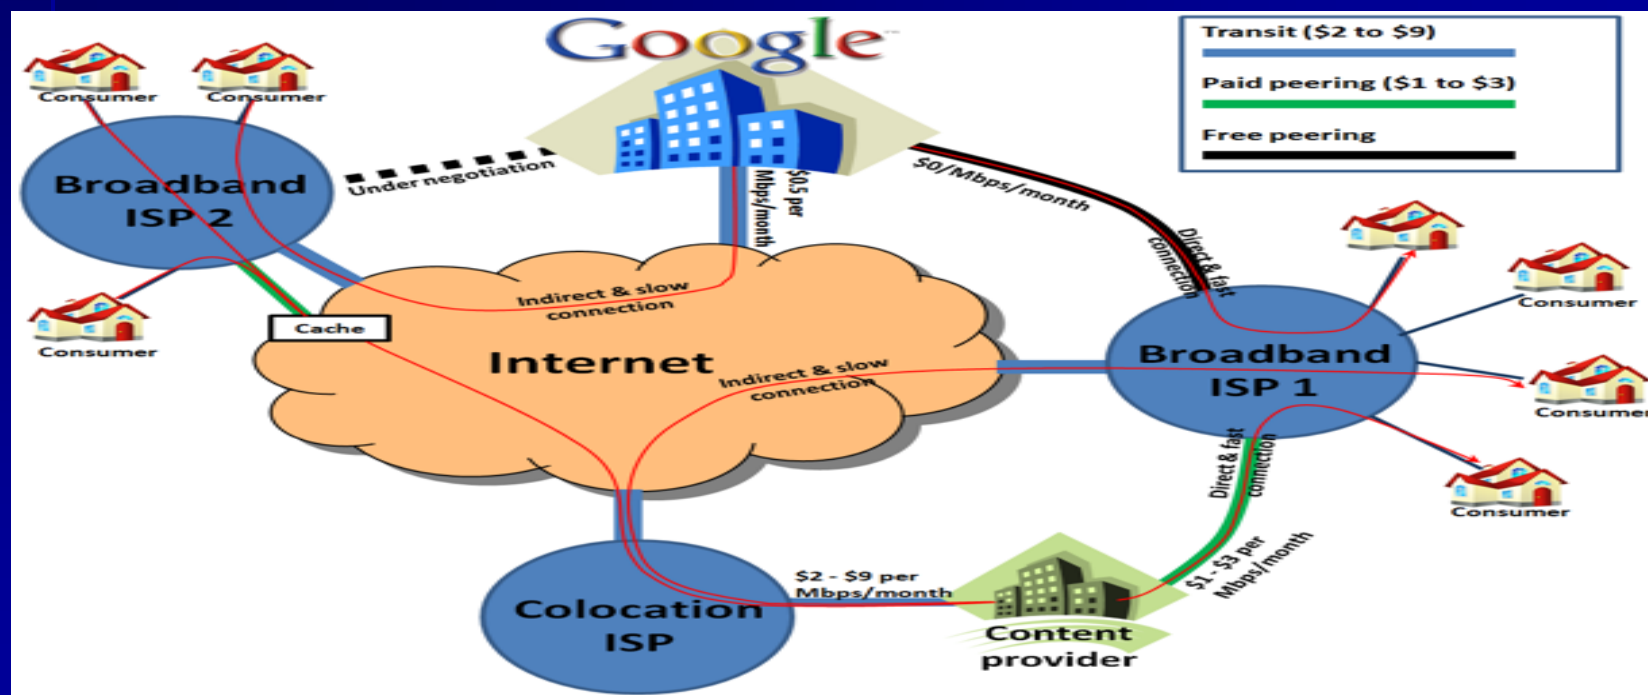 Google™
Transit ($2 to $9)
Paid peering ($1 to $3)
Free peering
Consumer
Consumer
Broadband
ISP 2
Under negotiation
$0.5 per
Mbps/month
$0/Mbps/month
Direct & fast
connection
Consumer
Cache
Indirect & slow
connection
Internet
Indirect & slow
connection
Broadband
ISP 1
Consumer
Consumer
Consumer
Direct & fast
connection
$1 - $3 per
Mbps/month
$2 - $9 per
Mbps/month
Colocation
ISP
Content
provider